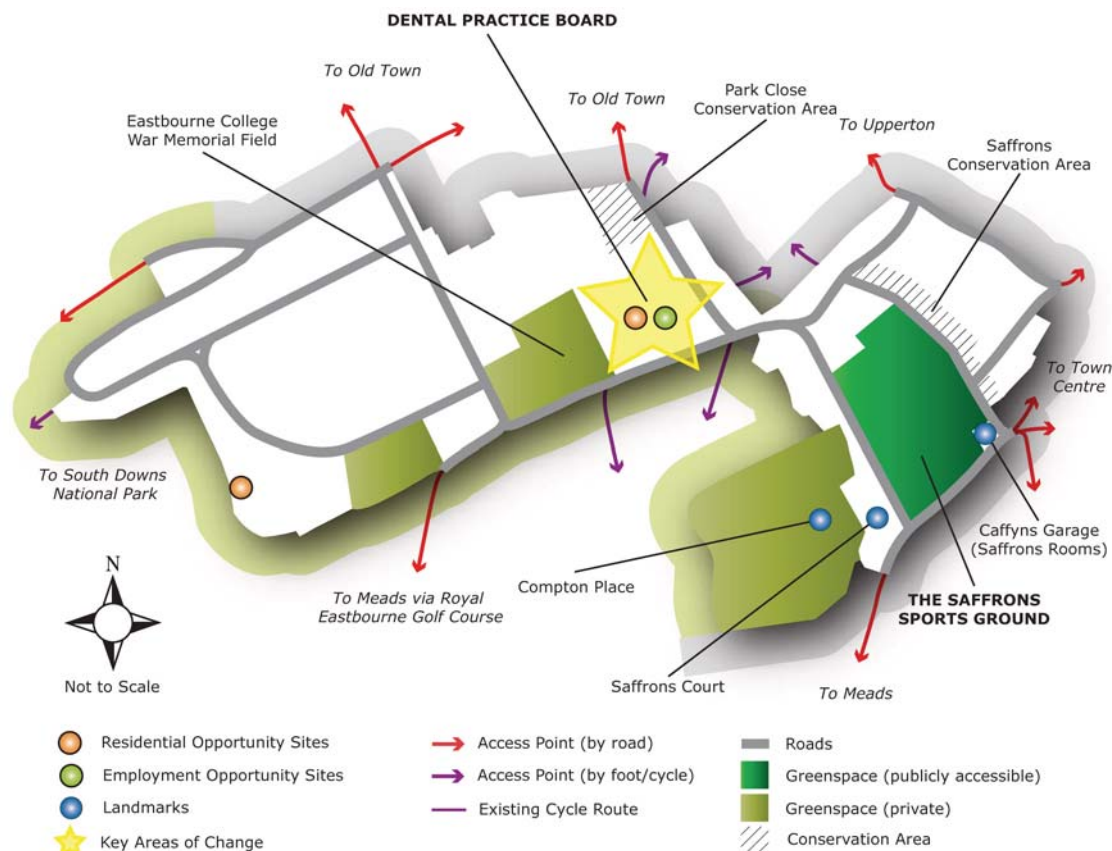 DENTAL PRACTICE BOARD
To Old Town
Eastbourne College
War Memorial Field
To Old Town
Park Close
Conservation Area
To Upperton
Saffrons
Conservation Area
To Town
Centre
To South Downs
National Park
Caffyns Garage
(Saffrons Rooms)
Compton Place
N
To Meads via Royal
Eastbourne Golf Course
THE SAFFRONS
SPORTS GROUND
Not to Scale
Saffrons Court
To Meads
Residential Opportunity Sites
Employment Opportunity Sites
Landmarks
Key Areas of Change
Access Point (by road)
Access Point (by foot/cycle)
Existing Cycle Route
Roads
Greenspace (publicly accessible)
Greenspace (private)
Conservation Area